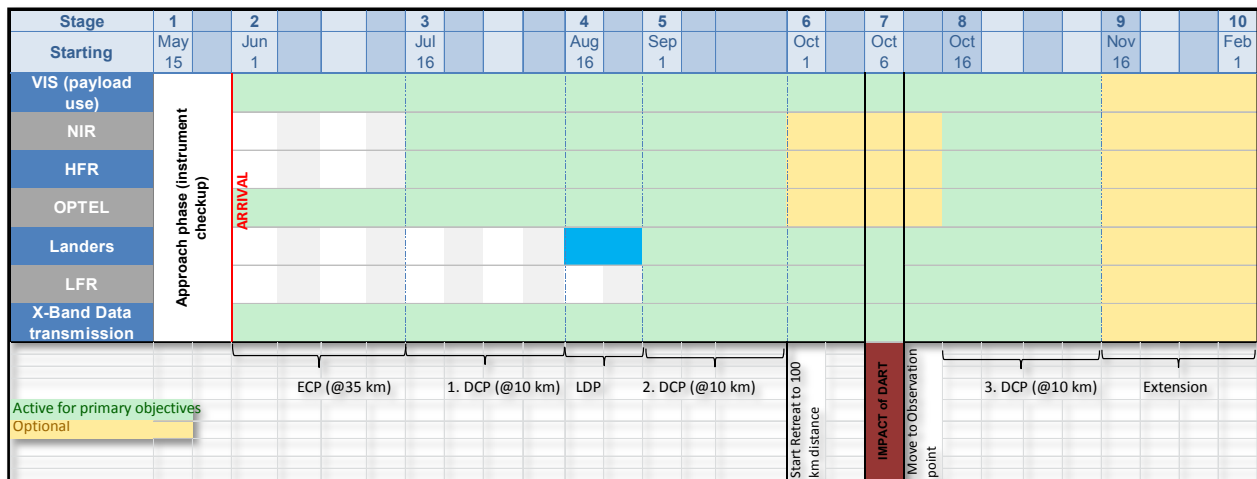 Stage 1 2 3 4 5 6 7 8 9 10
Starting May 15 Jun 1 Jul 16 Aug 16 Sep 1 Oct 1 Oct 6 Oct 16 Nov 16 Feb 1
VIS (payload
use)
NIR
HFR
OPTEL
Landers
LFR
X-Band Data
transmission
Approach phase (instrument
checkup)
ARRIVAL
ECP (@35 km) 1. DCP (@10 km) LDP 2. DCP (@10 km) 3. DCP (@10 km) Extension
Start Retreat to 100
km distance
IMPACT of DART
Move to Observation
point
Active for primary objectives
Optional